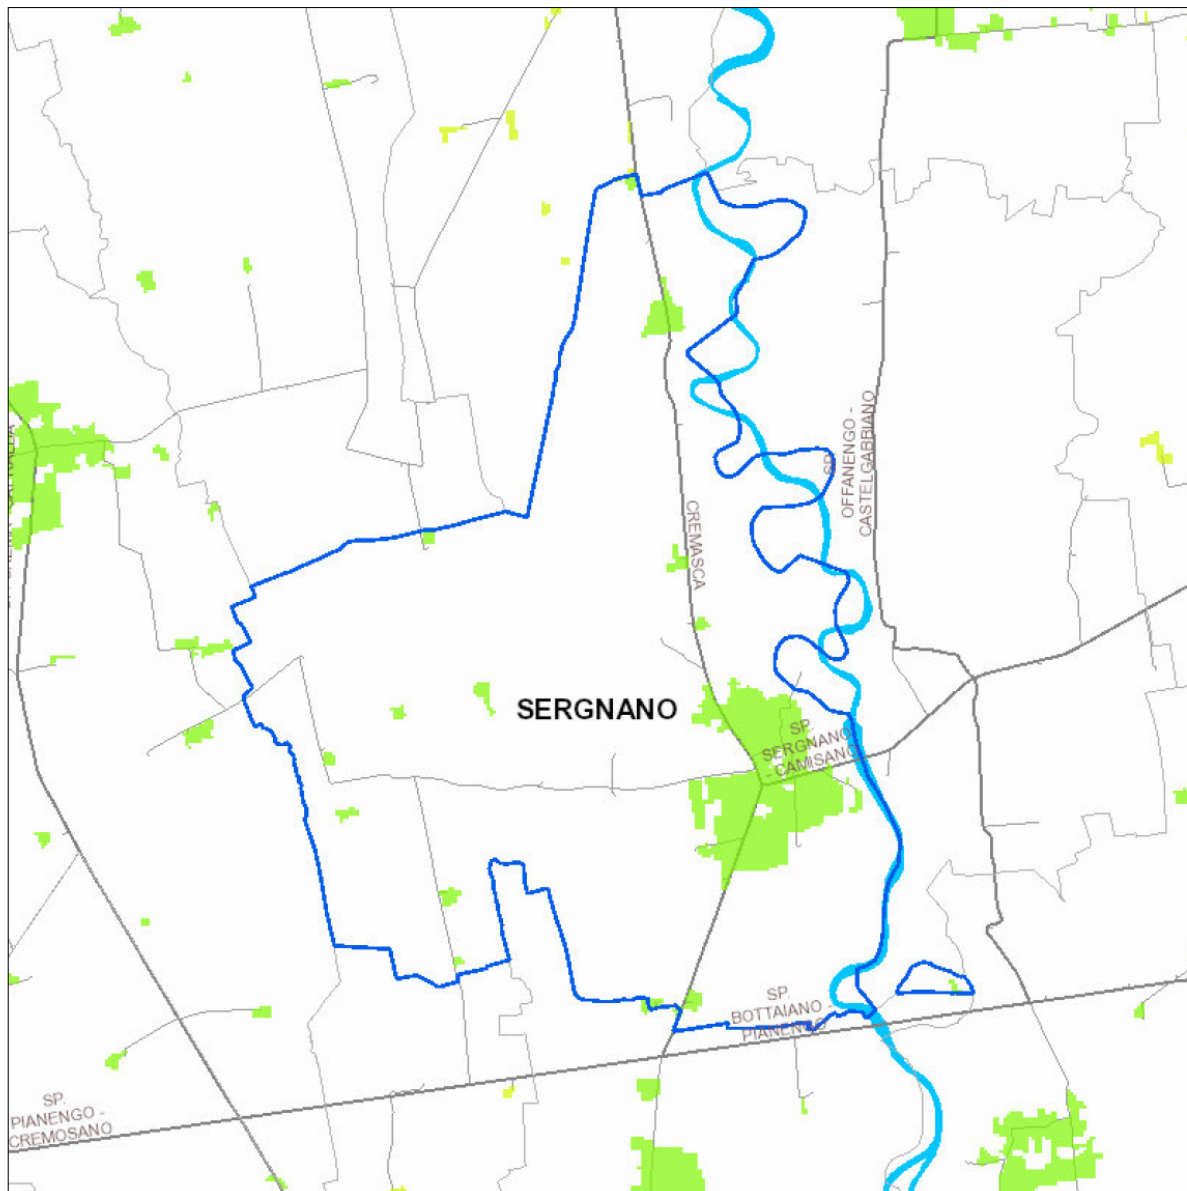 OFFANENGO -
CASTELGABBIANO
SP.
CREMASCA
SERGNANO
SP.
SERGNANO
- CAMISANO
SP.
BOTTAIANO -
PIANENGO
SP.
PIANENGO -
CREMOSANO